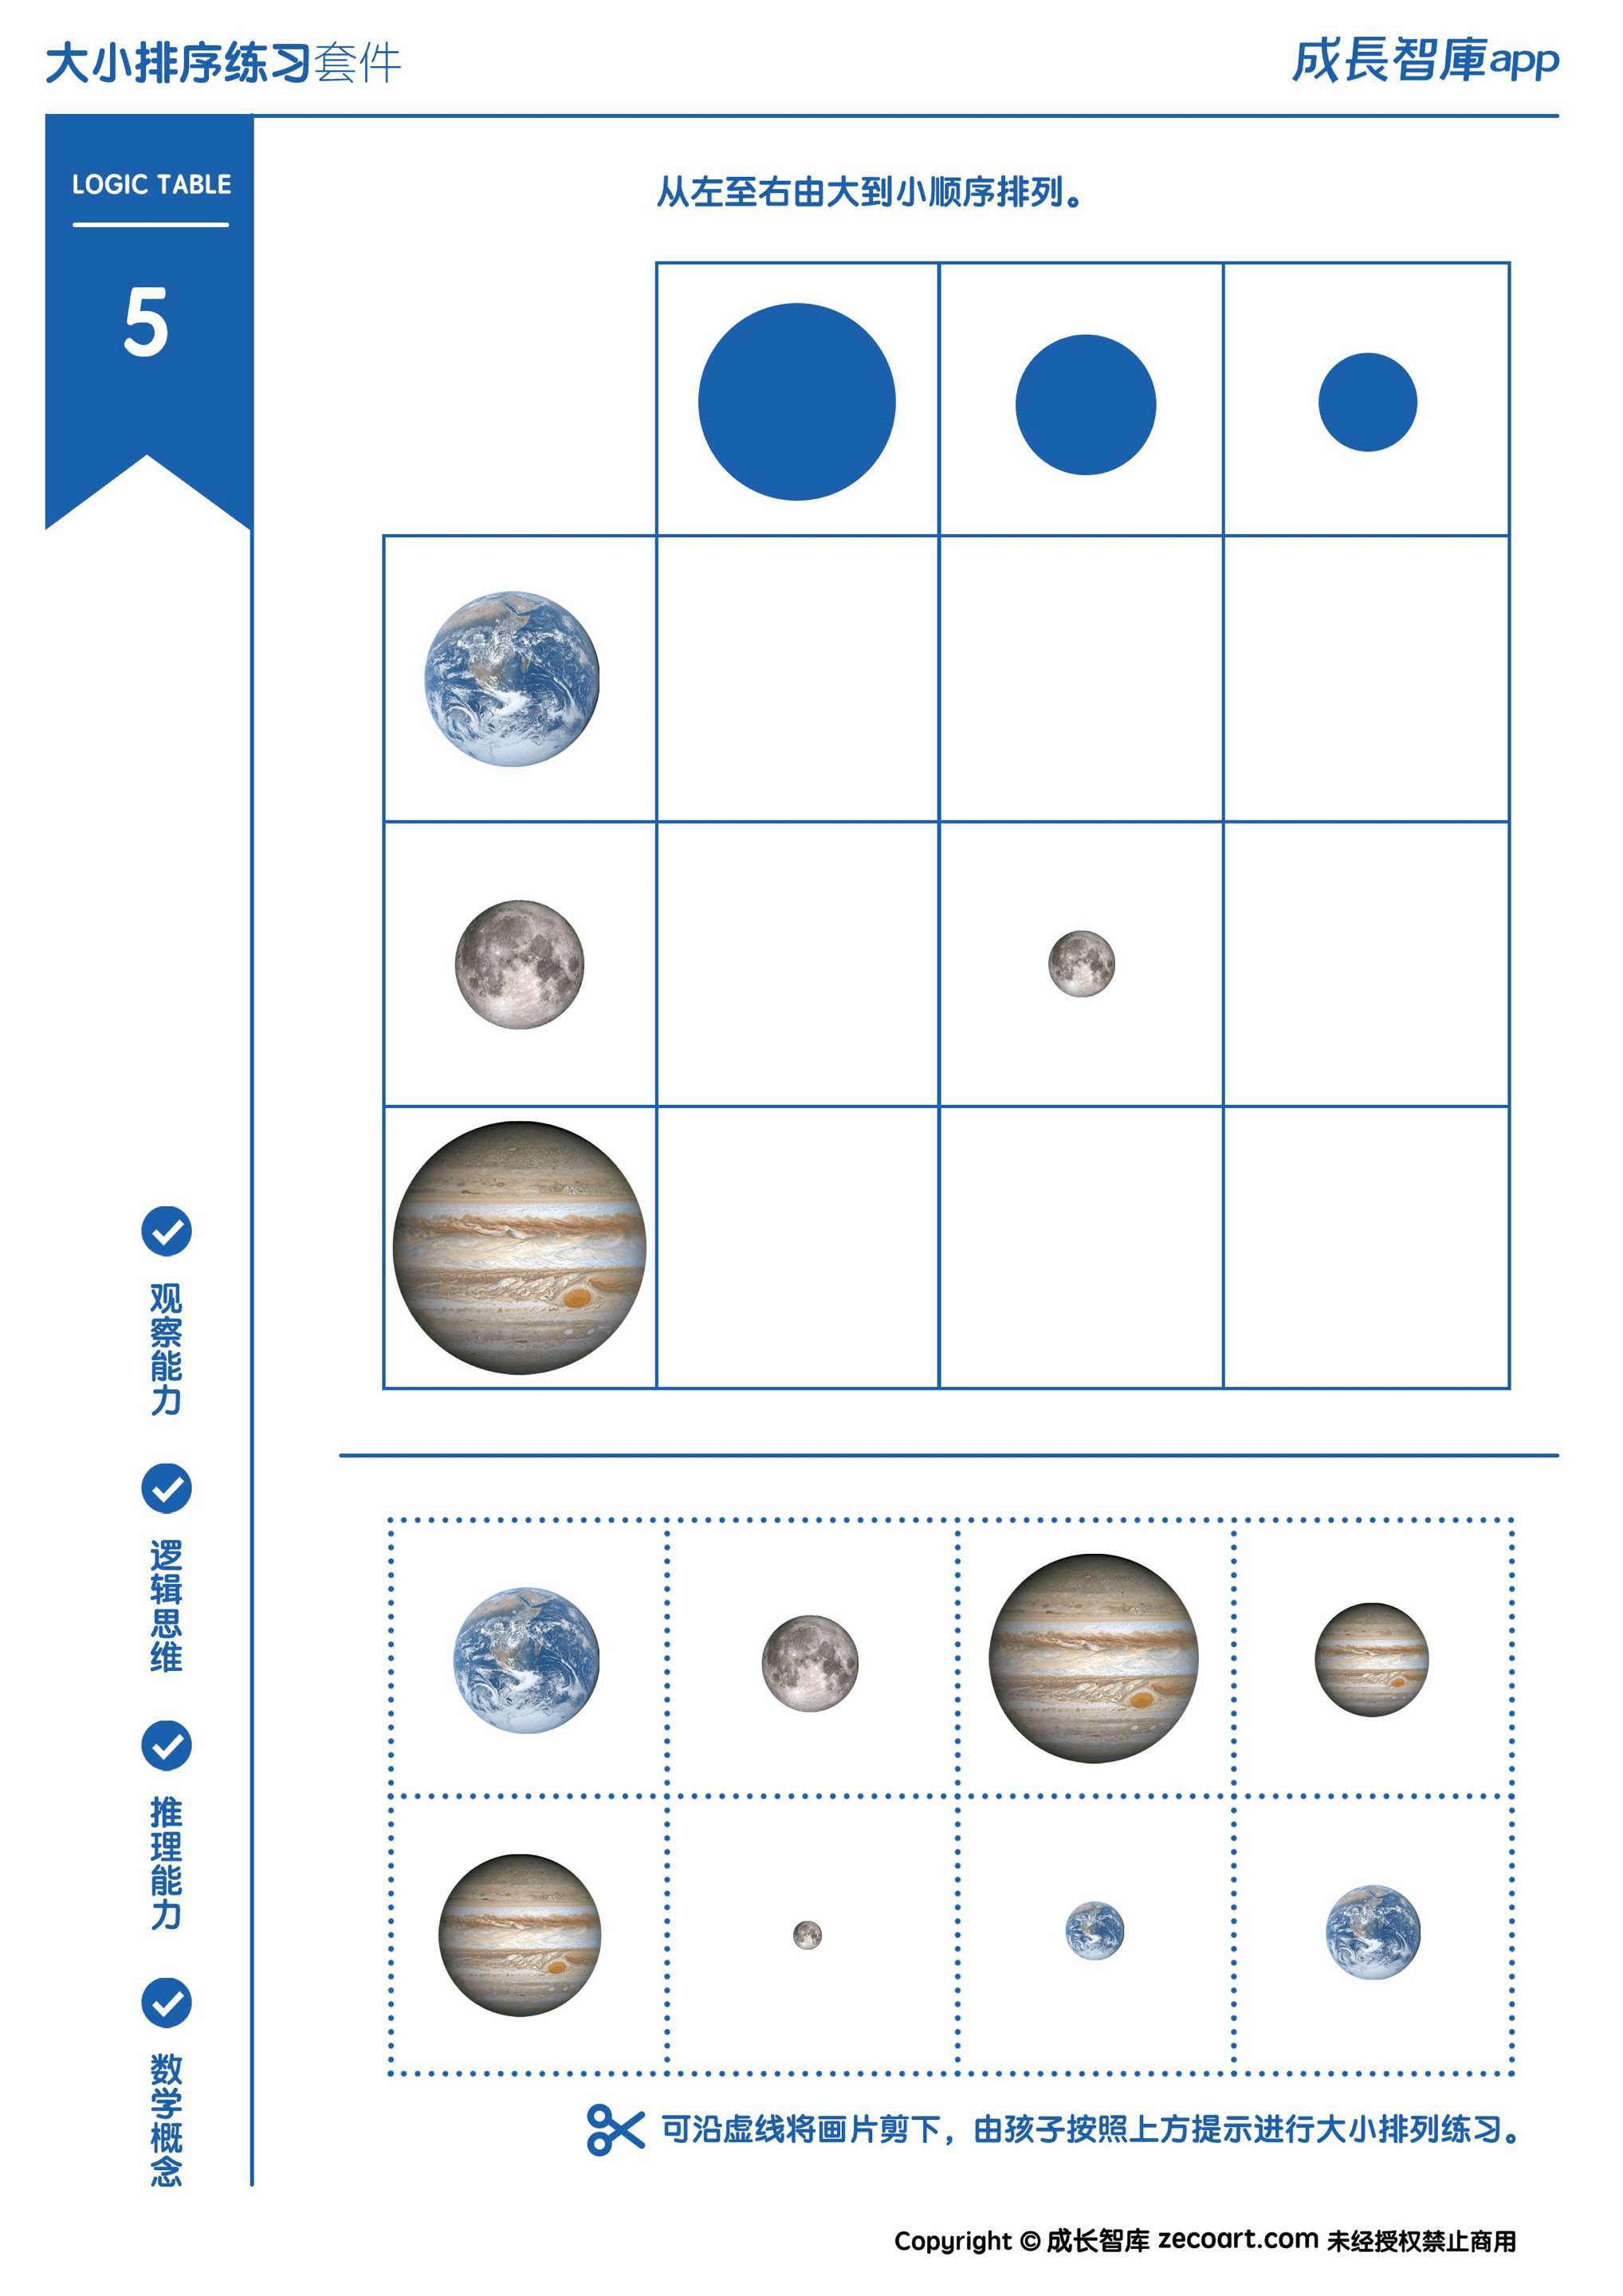 大小排序练习套件
成長智庫app
LOGIC TABLE
5
从左至右由大到小顺序排列。
观察能力
逻辑思维
推理能力
数学概念
可沿虚线将画片剪下，由孩子按照上方提示进行大小排列练习。
Copyright © 成长智库 zecoart.com 未经授权禁止商用